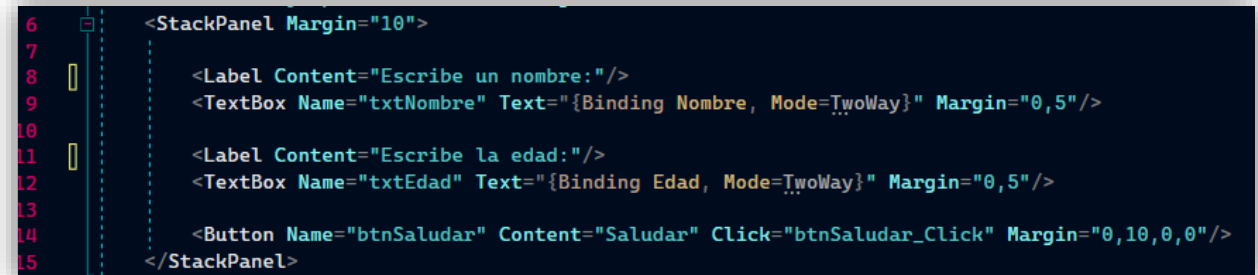 6 <StackPanel Margin="10">
7
8 <Label Content="Escribe un nombre:"/>
9 <TextBox Name="txtNombre" Text="{Binding Nombre, Mode=TwoWay}" Margin="0,5"/>
10
11 <Label Content="Escribe la edad:"/>
12 <TextBox Name="txtEdad" Text="{Binding Edad, Mode=TwoWay}" Margin="0,5"/>
13
14 <Button Name="btnSaludar" Content="Saludar" Click="btnSaludar_Click" Margin="0,10,0,0"/>
15 </StackPanel>